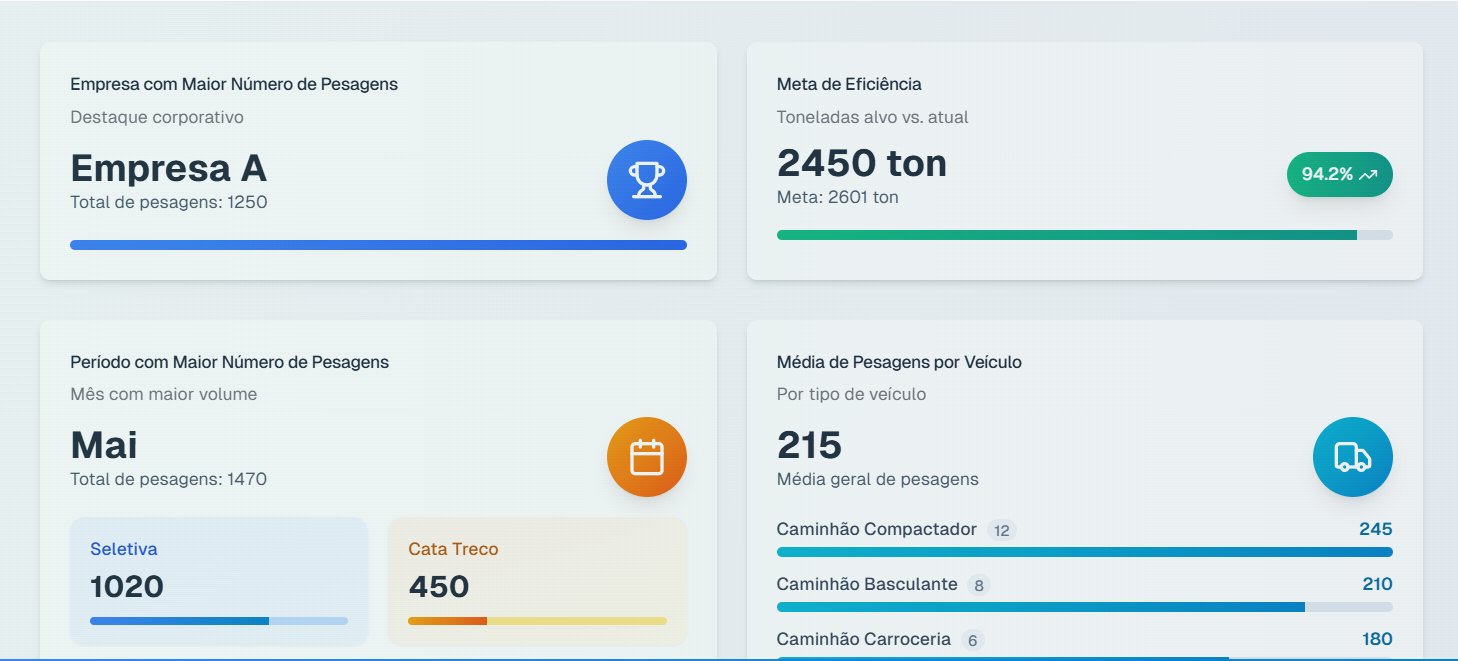 Empresa com Maior Número de Pesagens
Destaque corporativo
Empresa A
Total de pesagens: 1250
Meta de Eficiência
Toneladas alvo vs. atual
2450 ton
Meta: 2601 ton
94.2%
Período com Maior Número de Pesagens
Mês com maior volume
Mai
Total de pesagens: 1470
Seletiva
1020
Cata Treco
450
Média de Pesagens por Veículo
Por tipo de veículo
215
Média geral de pesagens
Caminhão Compactador 12 245
Caminhão Basculante 8 210
Caminhão Carroceria 6 180